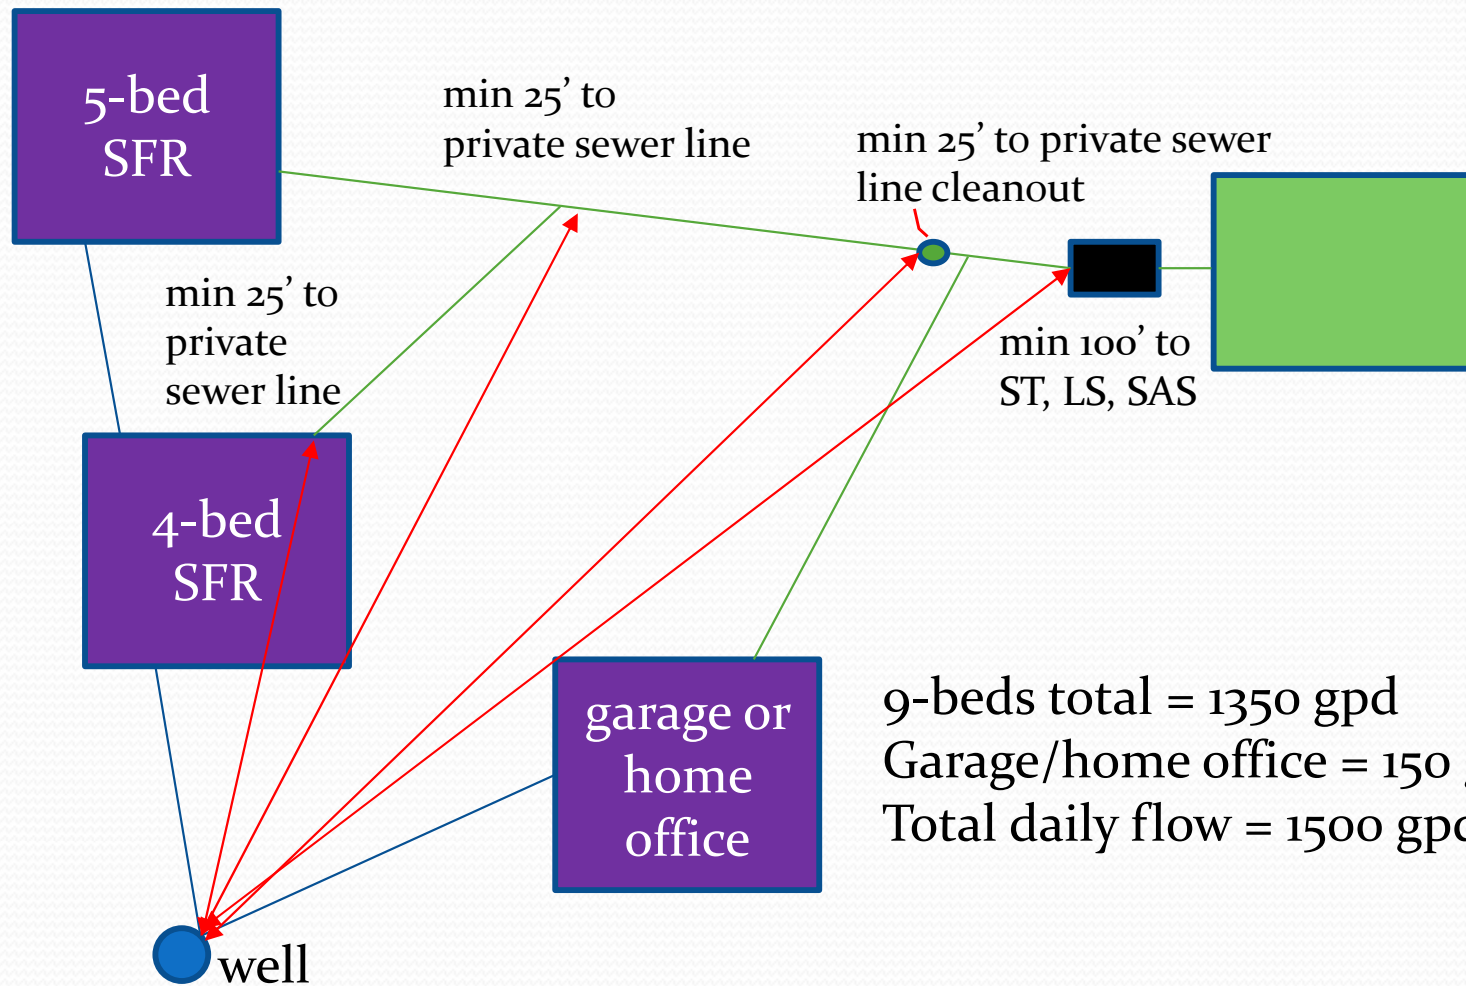 5-bed
SFR
min 25’ to
private sewer line
min 25’ to private sewer
line cleanout
min 25’ to
private
sewer line
min 100’ to
ST, LS, SAS
4-bed
SFR
garage or
home
office
9-beds total = 1350 gpd
Garage/home office = 150
Total daily flow = 1500 gpd
well